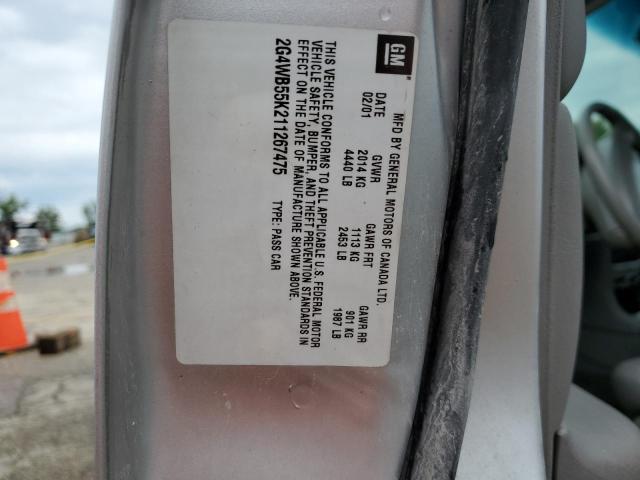 GM
MFD BY GENERAL MOTORS OF CANADA LTD.
DATE GVWR GAWR FRT GAWR RR
02/01 2014 KG 1113 KG 901 KG
4440 LB 2453 LB 1987 LB
THIS VEHICLE CONFORMS TO ALL APPLICABLE U.S. FEDERAL MOTOR
VEHICLE SAFETY, BUMPER, AND THEFT PREVENTION STANDARDS IN
EFFECT ON THE DATE OF MANUFACTURE SHOWN ABOVE.
2G4WB55K211267475 TYPE: PASS CAR